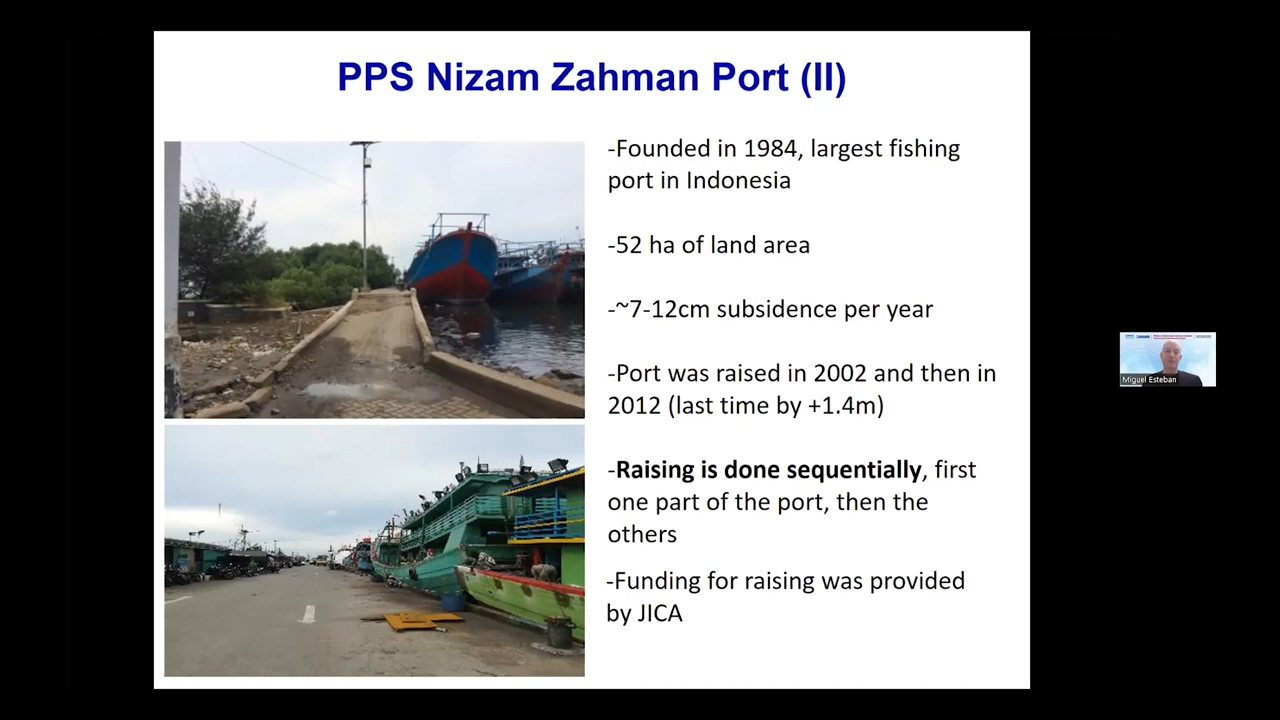 PPS Nizam Zahman Port (II)
-Founded in 1984, largest fishing
port in Indonesia
-52 ha of land area
-~7-12cm subsidence per year
-Port was raised in 2002 and then in
2012 (last time by +1.4m)
-Raising is done sequentially, first
one part of the port, then the
others
-Funding for raising was provided
by JICA
Miguel Esteban